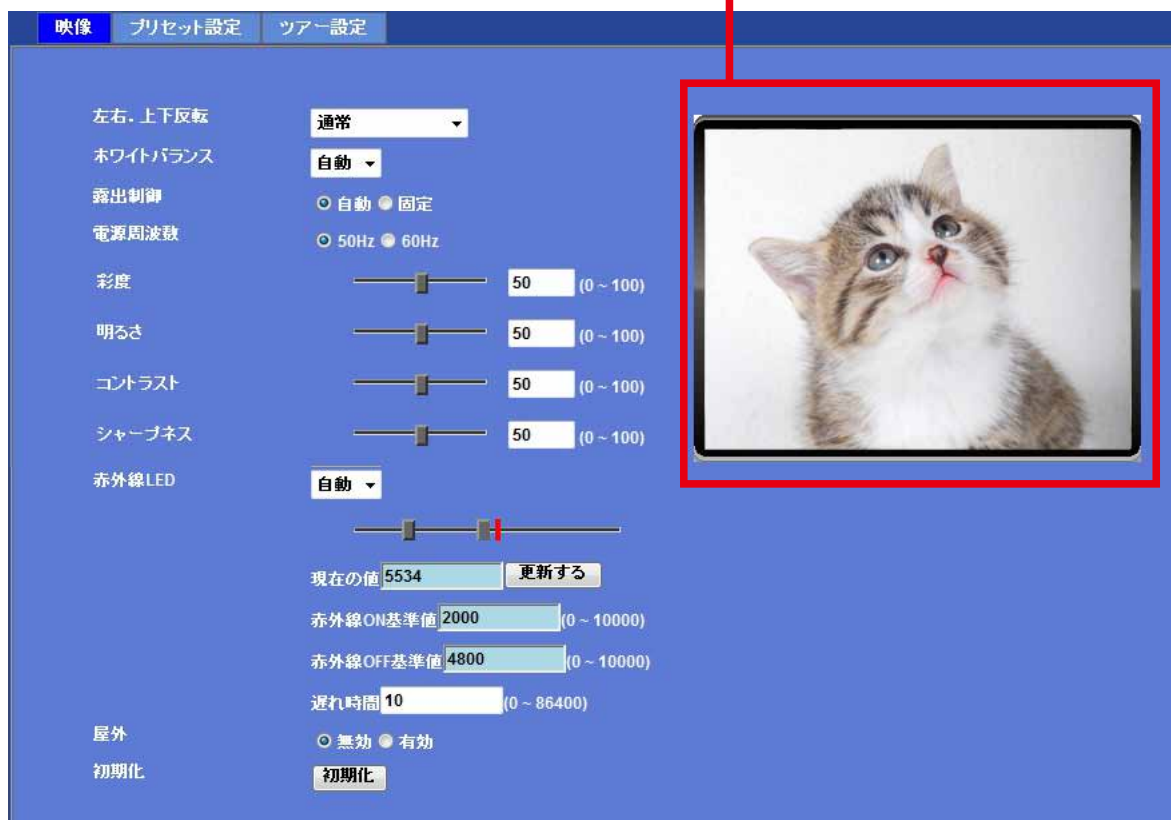 映像 プリセット設定 ツアー設定
左右．上下反転 通常
ホワイトバランス 自動
露出制御 自動 固定
電源周波数 50Hz 60Hz
彩度 50 (0 ~ 100)
明るさ 50 (0 ~ 100)
コントラスト 50 (0 ~ 100)
シャープネス 50 (0 ~ 100)
赤外線LED 自動
現在の値 5534 更新する
赤外線ON基準値 2000 (0 ~ 10000)
赤外線OFF基準値 4800 (0 ~ 10000)
遅れ時間 10 (0 ~ 86400)
屋外 無効 有効
初期化 初期化